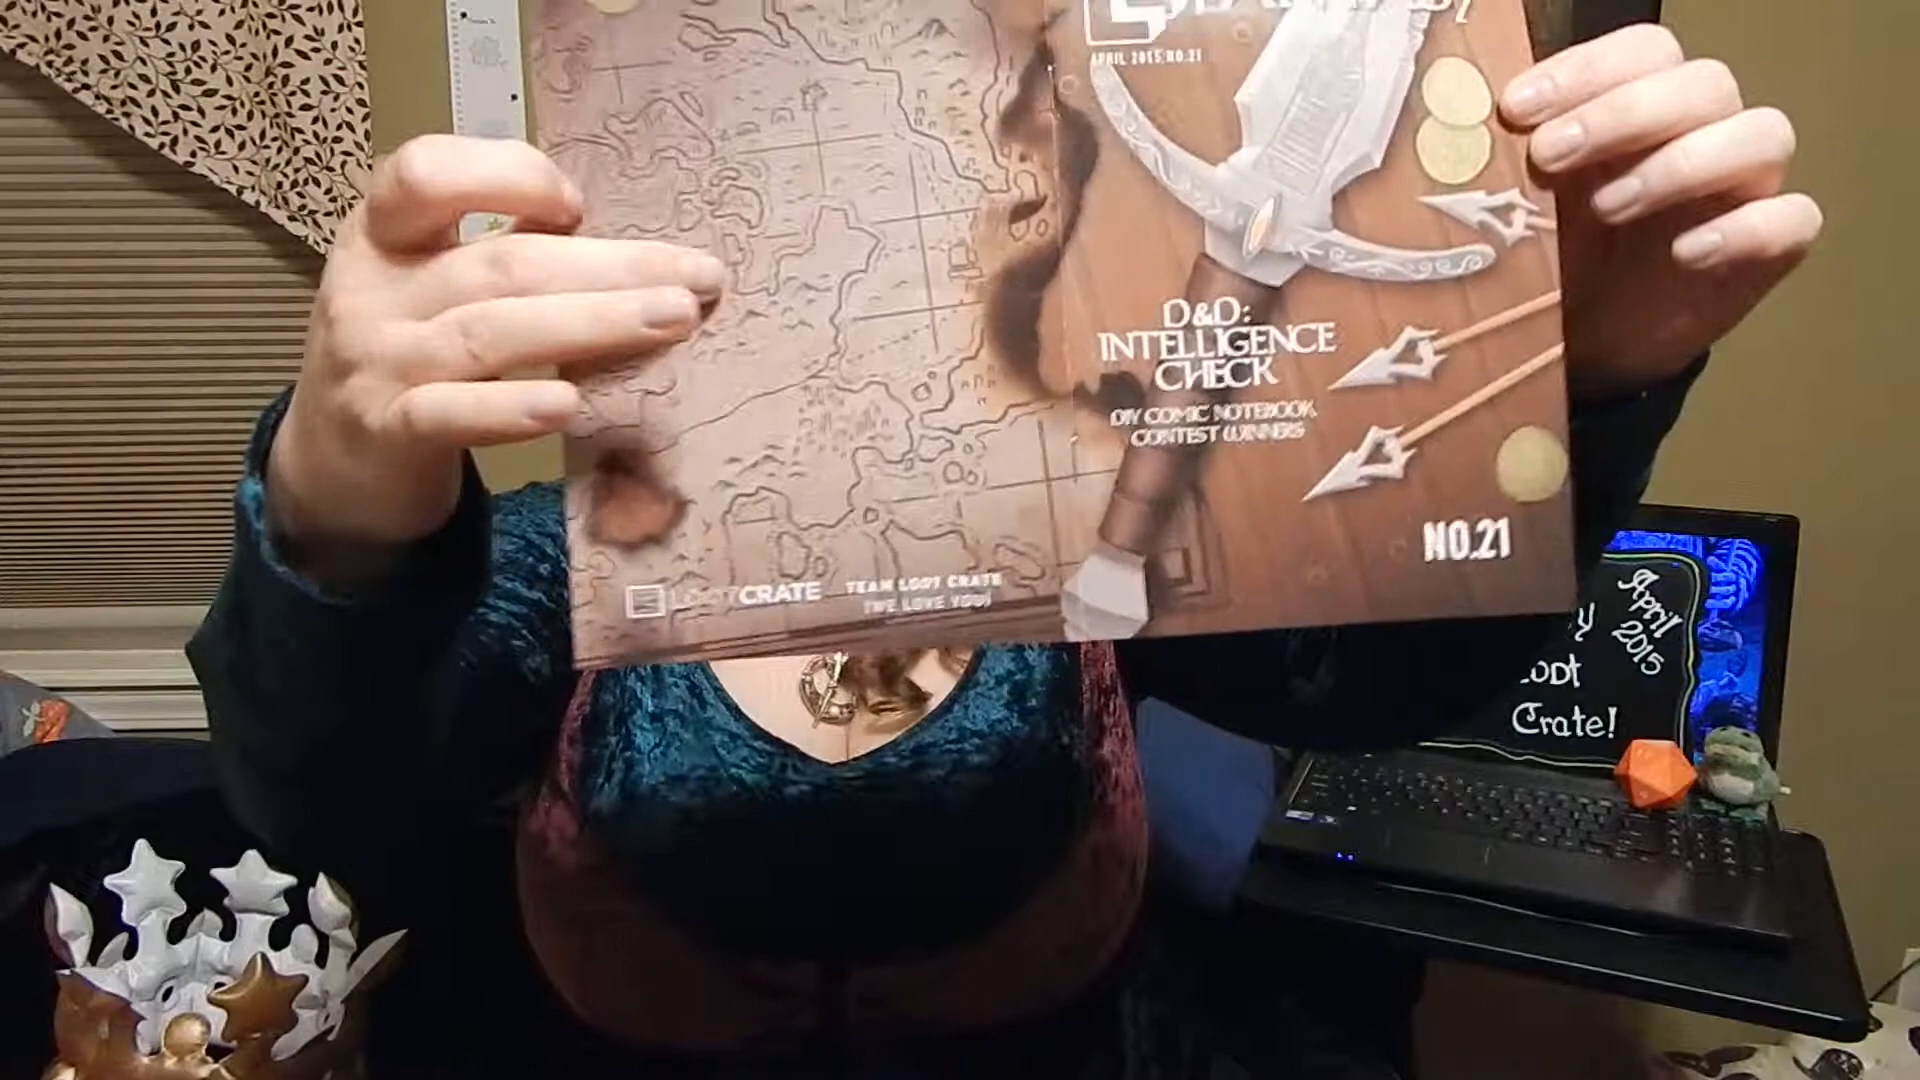 APRIL 2015 NO.21
D&D:
INTELLIGENCE
CHECK
DIY COMIC NOTEBOOK
CONTEST WINNERS
NO.21
LOOTCRATE
TEAM LOOT CRATE
(WE LOVE YOU)
April
2015
Crate!